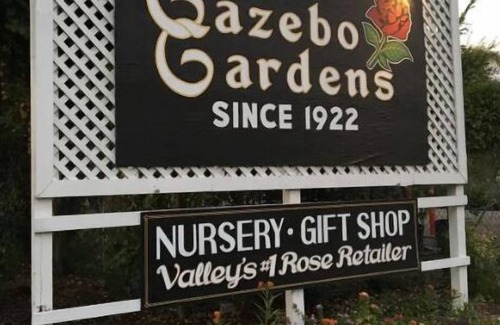 Gazebo
Gardens
SINCE 1922
NURSERY · GIFT SHOP
Valley's #1 Rose Retailer